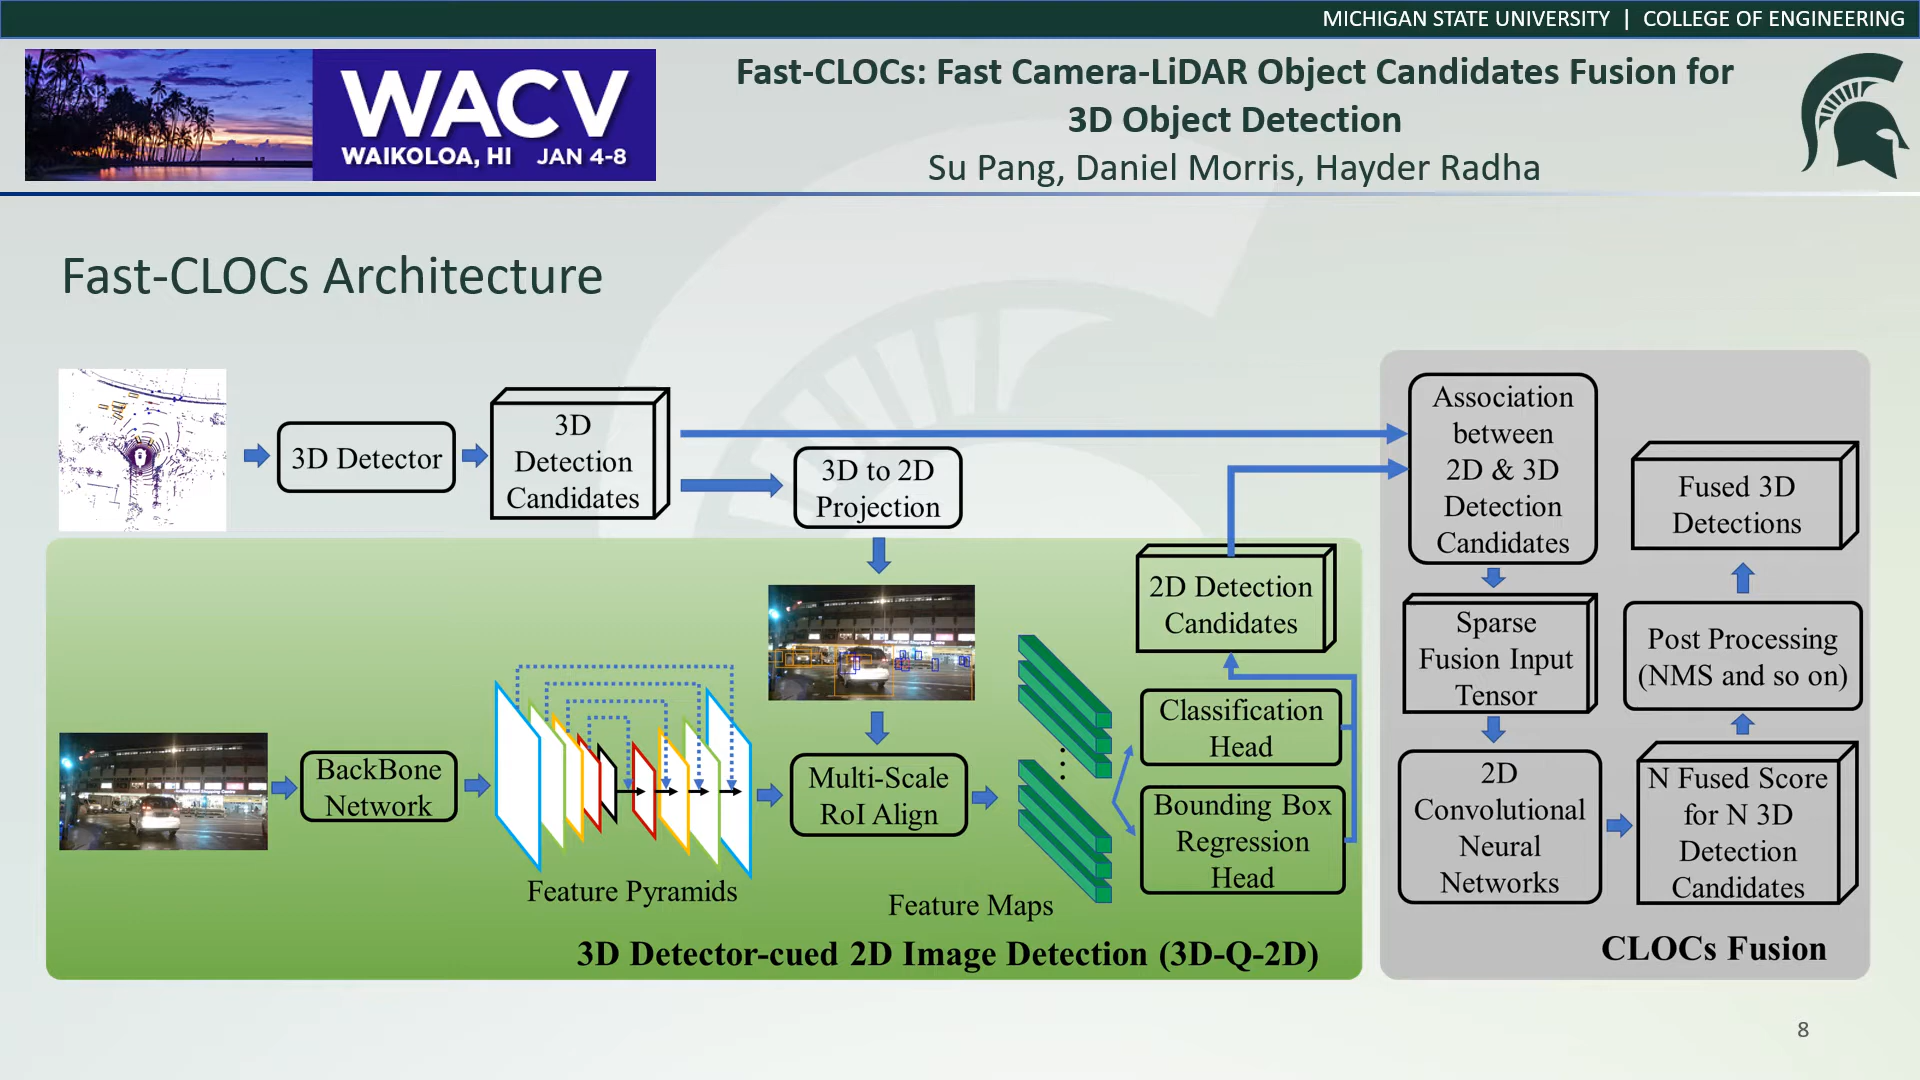 MICHIGAN STATE UNIVERSITY | COLLEGE OF ENGINEERING
WACV
WAIKOLOA, HI JAN 4-8
Fast-CLOCs: Fast Camera-LiDAR Object Candidates Fusion for
3D Object Detection
Su Pang, Daniel Morris, Hayder Radha
Fast-CLOCs Architecture
3D Detector
3D
Detection
Candidates
3D to 2D
Projection
BackBone
Network
Feature Pyramids
Multi-Scale
RoI Align
Feature Maps
2D Detection
Candidates
Classification
Head
Bounding Box
Regression
Head
3D Detector-cued 2D Image Detection (3D-Q-2D)
Association
between
2D & 3D
Detection
Candidates
Sparse
Fusion Input
Tensor
2D
Convolutional
Neural
Networks
N Fused Score
for N 3D
Detection
Candidates
Post Processing
(NMS and so on)
Fused 3D
Detections
CLOCs Fusion
8